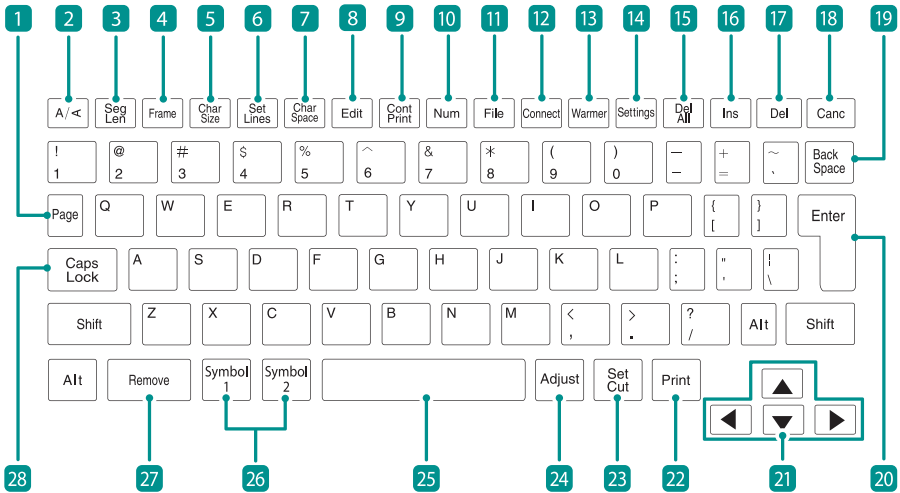 1 2 3 4 5 6 7 8 9 10 11 12 13 14 15 16 17 18 19
A/A Seg Len Frame Char Size Set Lines Char Space Edit Cont Print Num File Connect Warmer Settings Del All Ins Del Canc
! @ # $ % ^ & * ( ) — + ~ Back
1 2 3 4 5 6 7 8 9 0 − = ` Space
Page Q W E R T Y U I O P { } Enter
[ ]
Caps Lock A S D F G H J K L : " ¦
; ' \
Shift Z X C V B N M < > ? Alt Shift
, . /
Alt Remove Symbol 1 Symbol 2 Adjust Set Cut Print ▲
◀ ▼ ▶
28 27 26 25 24 23 22 21 20